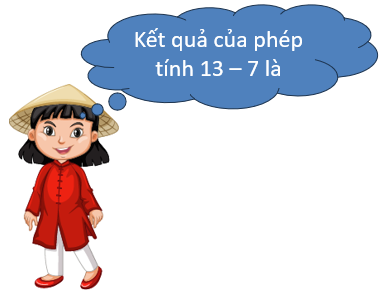 Kết quả của phép
tính 13 – 7 là